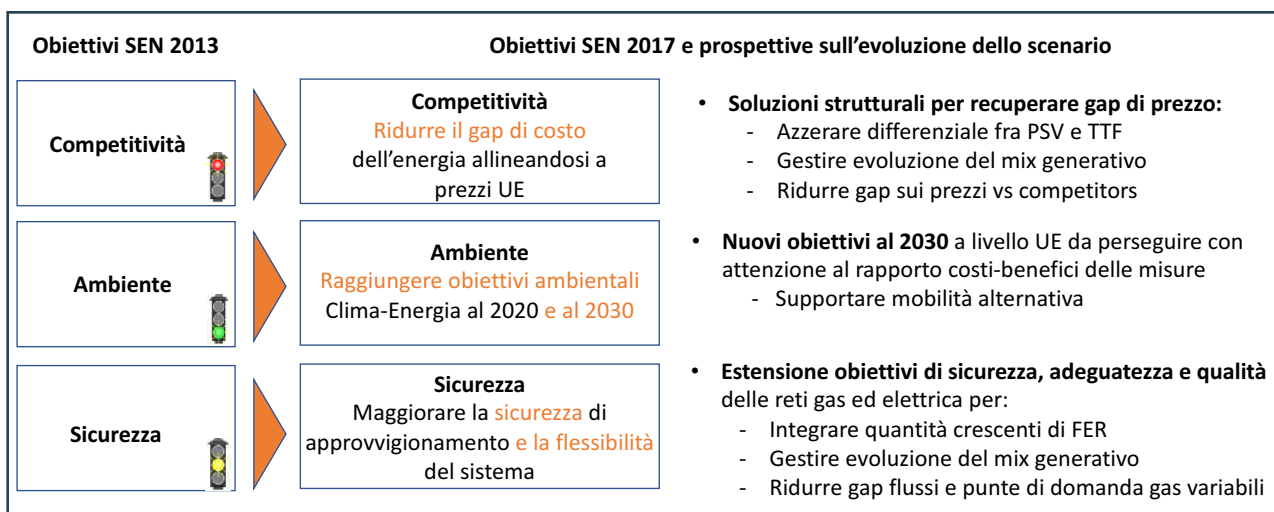 Obiettivi SEN 2013
Obiettivi SEN 2017 e prospettive sull'evoluzione dello scenario
Competitività
Competitività
Ridurre il gap di costo
dell'energia allineandosi a
prezzi UE
• Soluzioni strutturali per recuperare gap di prezzo:
- Azzerare differenziale fra PSV e TTF
- Gestire evoluzione del mix generativo
- Ridurre gap sui prezzi vs competitors
Ambiente
Ambiente
Raggiungere obiettivi ambientali
Clima-Energia al 2020 e al 2030
• Nuovi obiettivi al 2030 a livello UE da perseguire con
attenzione al rapporto costi-benefici delle misure
- Supportare mobilità alternativa
Sicurezza
Sicurezza
Maggiorare la sicurezza di
approvvigionamento e la flessibilità
del sistema
• Estensione obiettivi di sicurezza, adeguatezza e qualità
delle reti gas ed elettrica per:
- Integrare quantità crescenti di FER
- Gestire evoluzione del mix generativo
- Ridurre gap flussi e punte di domanda gas variabili